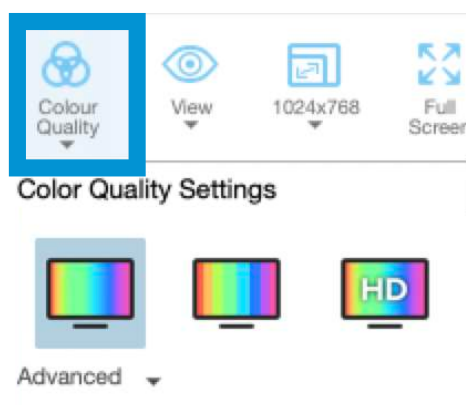 Colour
Quality
View
1024x768
Full
Screen
Color Quality Settings
HD
Advanced